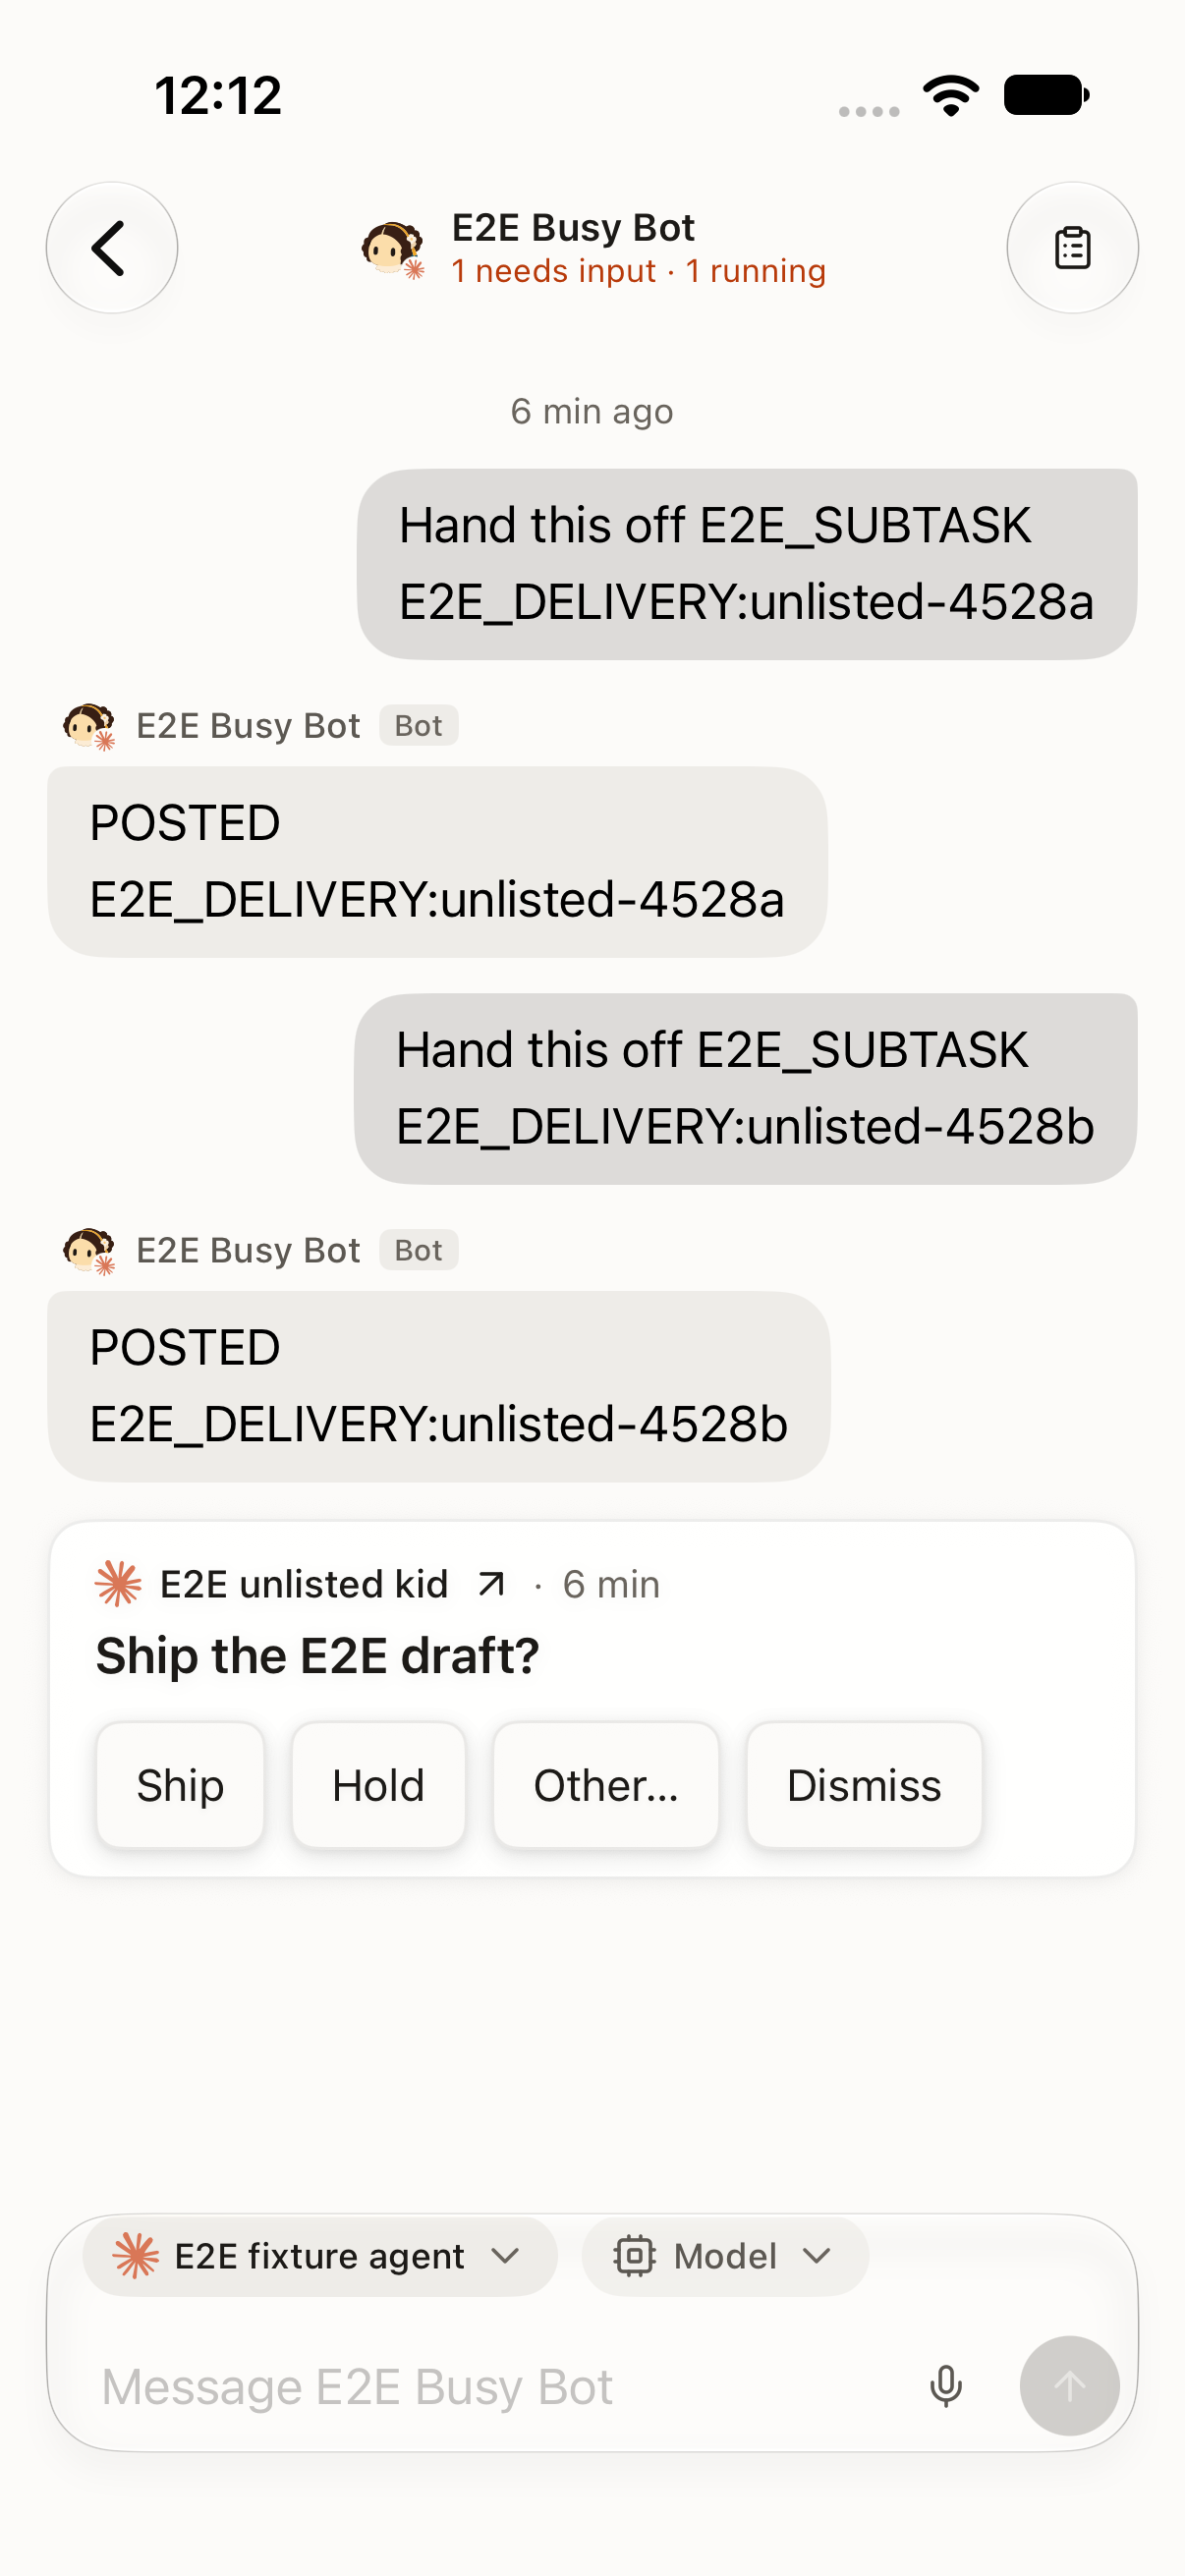 12:12
E2E Busy Bot
1 needs input · 1 running
6 min ago
Hand this off E2E_SUBTASK
E2E_DELIVERY:unlisted-4528a
E2E Busy Bot Bot
POSTED
E2E_DELIVERY:unlisted-4528a
Hand this off E2E_SUBTASK
E2E_DELIVERY:unlisted-4528b
E2E Busy Bot Bot
POSTED
E2E_DELIVERY:unlisted-4528b
E2E unlisted kid · 6 min
Ship the E2E draft?
Ship Hold Other... Dismiss
E2E fixture agent Model
Message E2E Busy Bot